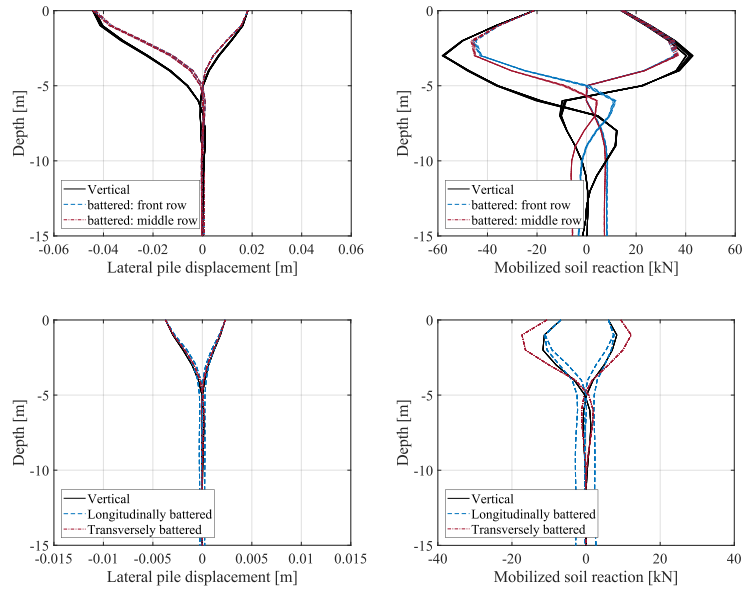 0
-5
-10
-15
Depth [m]
-0.06 -0.04 -0.02 0 0.02 0.04 0.06
Lateral pile displacement [m]
Vertical
battered: front row
battered: middle row
0
-5
-10
-15
Depth [m]
-60 -40 -20 0 20 40 60
Mobilized soil reaction [kN]
Vertical
battered: front row
battered: middle row
0
-5
-10
-15
Depth [m]
-0.015 -0.01 -0.005 0 0.005 0.01 0.015
Lateral pile displacement [m]
Vertical
Longitudinally battered
Transversely battered
0
-5
-10
-15
Depth [m]
-40 -20 0 20 40
Mobilized soil reaction [kN]
Vertical
Longitudinally battered
Transversely battered